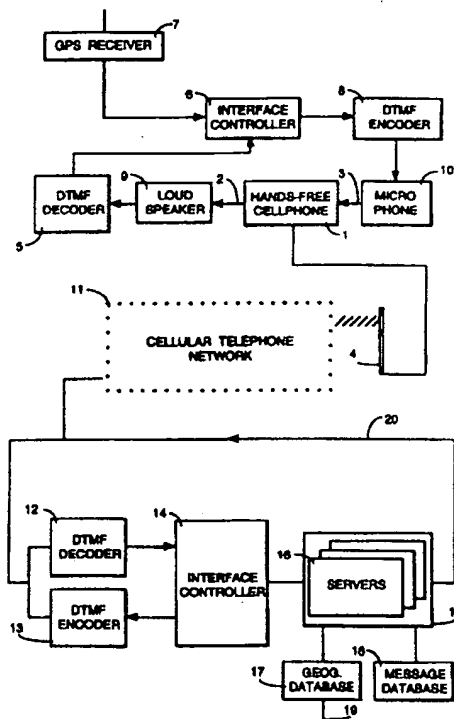 7
GPS RECEIVER
6
INTERFACE
CONTROLLER
8
DTMF
ENCODER
9
LOUD
SPEAKER
2
HANDS-FREE
CELLPHONE
1
3
MICRO
PHONE
10
DTMF
DECODER
5
11
CELLULAR TELEPHONE
NETWORK
4
20
12
DTMF
DECODER
14
INTERFACE
CONTROLLER
16
SERVERS
DTMF
ENCODER
13
17
GEOG.
DATABASE
18
MESSAGE
DATABASE
19